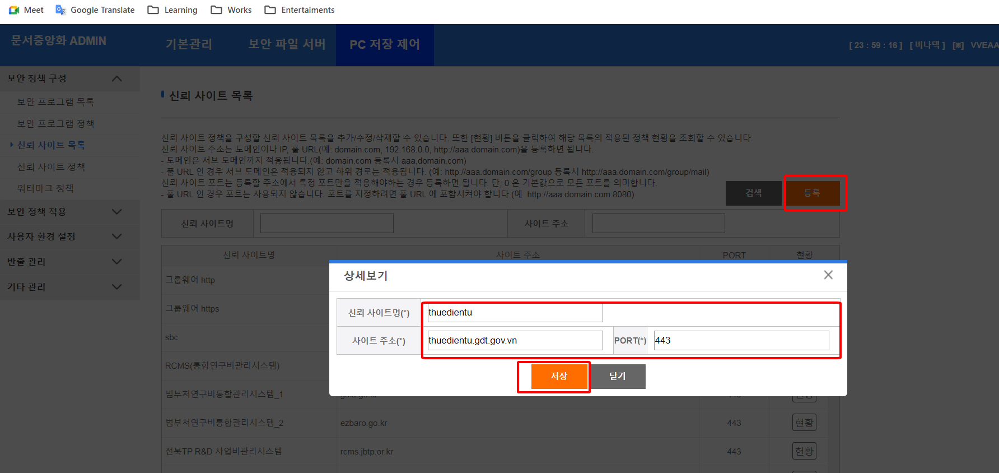 Meet
Google Translate
Learning
Works
Entertaiments
문서중앙화 ADMIN
기본관리
보안 파일 서버
PC 저장 제어
[ 23 : 59 : 16 ] [ 비나텍 ] [※] VVEAA
보안 정책 구성
보안 프로그램 목록
보안 프로그램 정책
신뢰 사이트 목록
신뢰 사이트 정책
워터마크 정책
보안 정책 적용
사용자 환경 설정
반출 관리
기타 관리
신뢰 사이트 목록
신뢰 사이트 정책을 구성할 신뢰 사이트 목록을 추가/수정/삭제할 수 있습니다. 또한 [현황] 버튼을 클릭하여 해당 목록의 적용된 정책 현황을 조회할 수 있습니다.
신뢰 사이트 주소는 도메인이나 IP, 풀 URL(예: domain.com, 192.168.0.0, http://aaa.domain.com)을 등록하면 됩니다.
- 도메인은 서브 도메인까지 적용됩니다.(예: domain.com 등록시 aaa.domain.com)
- 풀 URL 인 경우 서브 도메인은 적용되지 않고 하위 경로는 적용됩니다. (예: http://aaa.domain.com/group 등록시 http://aaa.domain.com/group/mail)
신뢰 사이트 포트는 등록할 주소에서 특정 포트만을 적용해야하는 경우 등록하면 됩니다. 단, 0 은 기본값으로 모든 포트를 의미합니다.
- 풀 URL 인 경우 포트는 사용되지 않습니다. 포트를 지정하려면 풀 URL 에 포함시켜야 합니다.(예: http://aaa.domain.com:8080)
검색
등록
신뢰 사이트명
사이트 주소
신뢰 사이트명 사이트 주소 PORT 현황
그룹웨어 http
그룹웨어 https
sbc
RCMS(통합연구비관리시스템)
범부처연구비통합관리시스템_1
범부처연구비통합관리시스템_2 ezbaro.go.kr 443 현황
전북TP R&D 사업비관리시스템 rcms.jbtp.or.kr 443 현황
상세보기
신뢰 사이트명(*) thuedientu
사이트 주소(*) thuedientu.gdt.gov.vn PORT(*) 443
저장
닫기